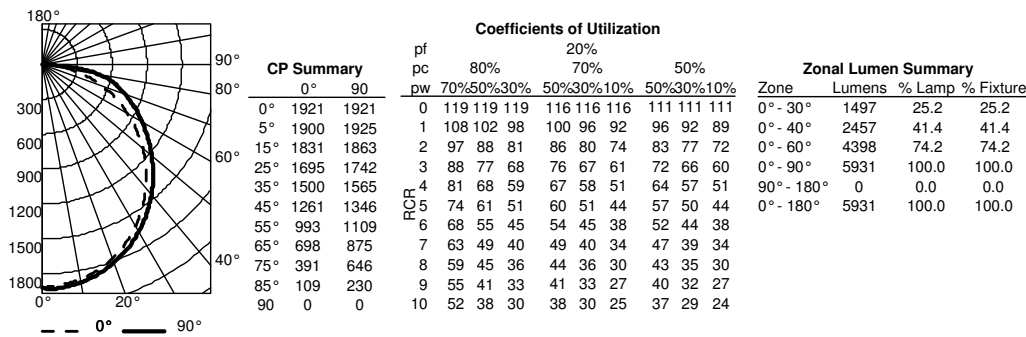 180°
90°
80°
60°
40°
300
600
900
1200
1500
1800
0° 20°
0° 90°
CP Summary
0° 90
0° 1921 1921
5° 1900 1925
15° 1831 1863
25° 1695 1742
35° 1500 1565
45° 1261 1346
55° 993 1109
65° 698 875
75° 391 646
85° 109 230
90 0 0
Coefficients of Utilization
pf 20%
pc 80% 70% 50%
pw 70%50%30% 50%30%10% 50%30%10%
RCR
0 119 119 119 116 116 116 111 111 111
1 108 102 98 100 96 92 96 92 89
2 97 88 81 86 80 74 83 77 72
3 88 77 68 76 67 61 72 66 60
4 81 68 59 67 58 51 64 57 51
5 74 61 51 60 51 44 57 50 44
6 68 55 45 54 45 38 52 44 38
7 63 49 40 49 40 34 47 39 34
8 59 45 36 44 36 30 43 35 30
9 55 41 33 41 33 27 40 32 27
10 52 38 30 38 30 25 37 29 24
Zonal Lumen Summary
Zone Lumens % Lamp % Fixture
0° - 30° 1497 25.2 25.2
0° - 40° 2457 41.4 41.4
0° - 60° 4398 74.2 74.2
0° - 90° 5931 100.0 100.0
90° - 180° 0 0.0 0.0
0° - 180° 5931 100.0 100.0